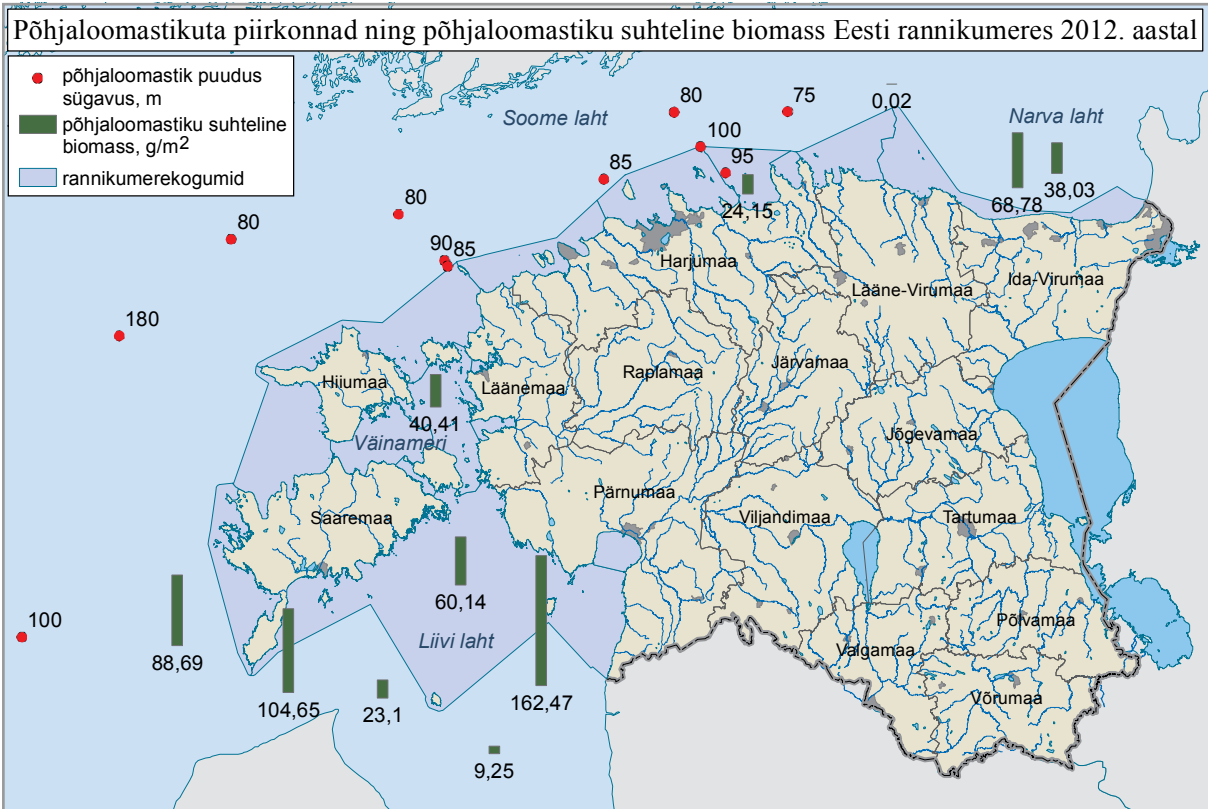 Põhjaloomastikuta piirkonnad ning põhjaloomastiku suhteline biomass Eesti rannikumeres 2012. aastal
põhjaloomastik puudus
sügavus, m
põhjaloomastiku suhteline
biomass, g/m2
rannikumerekogumid
Soome laht
80
75
0,02
Narva laht
100
95
85
24,15
68,78
38,03
80
80
90
85
Harjumaa
Lääne-Virumaa
Ida-Virumaa
180
Hiiumaa
Läänemaa
Raplamaa
Järvamaa
40,41
Väinameri
Jõgevamaa
Pärnumaa
Saaremaa
Viljandimaa
Tartumaa
60,14
100
88,69
Liivi laht
Põlvamaa
Valgamaa
104,65
23,1
162,47
Võrumaa
9,25